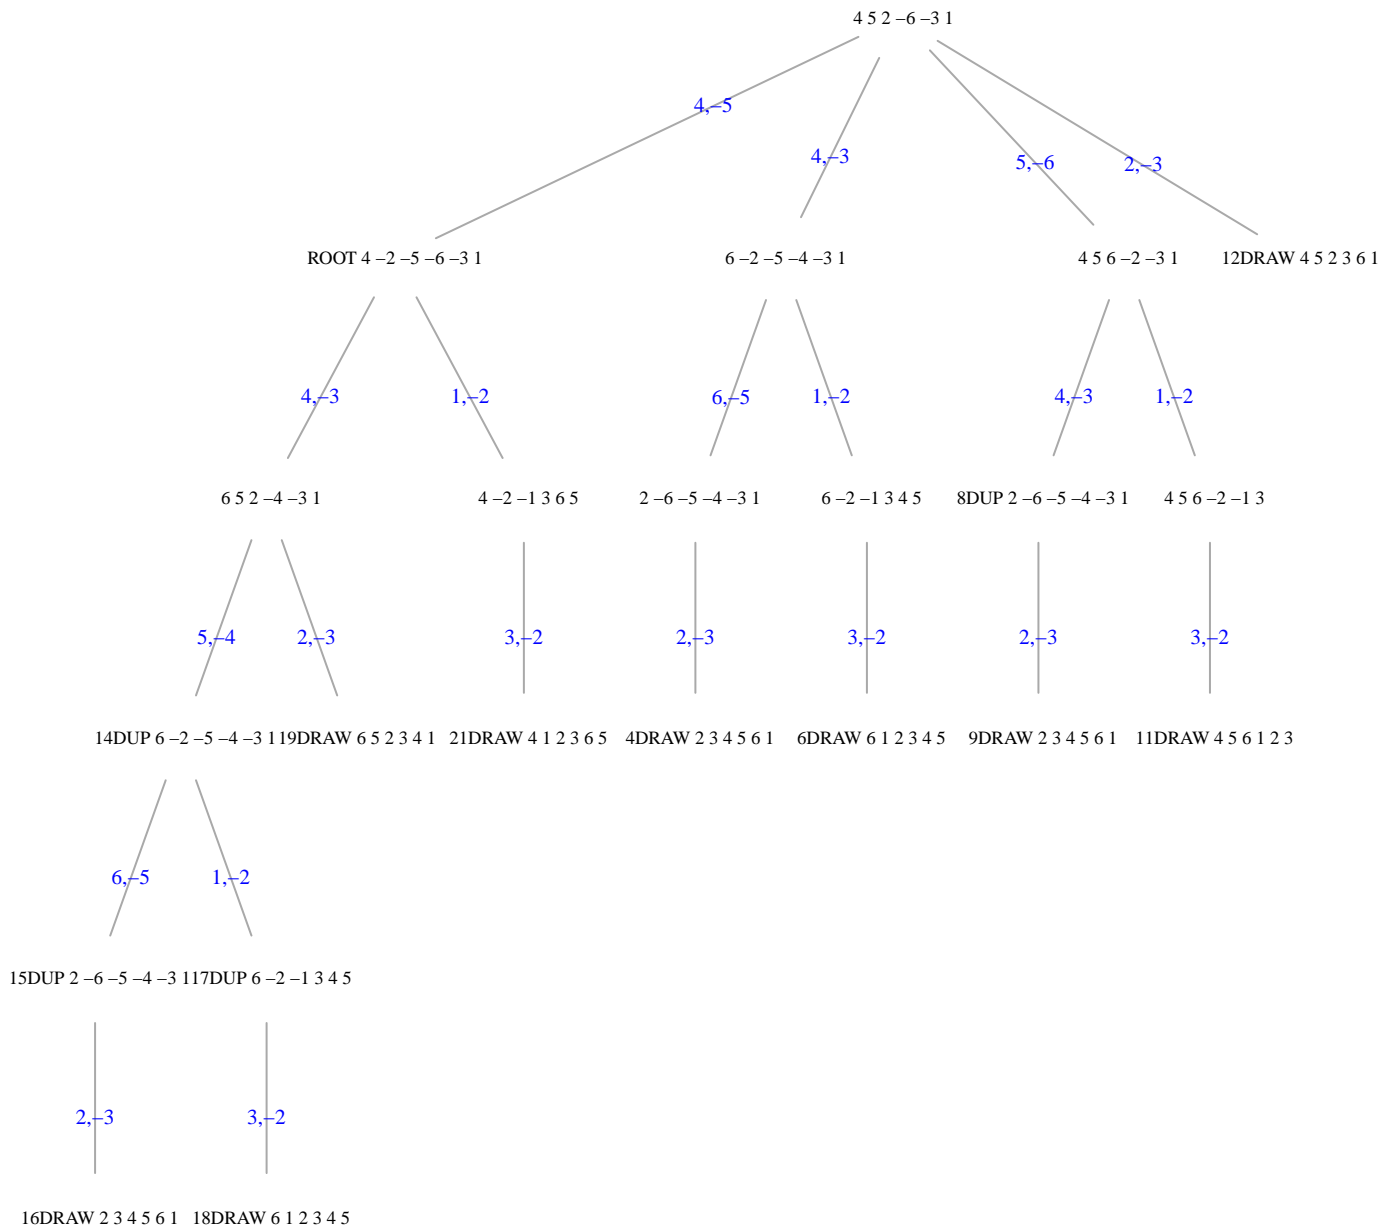 4 5 2 –6 –3 1
4,–5
4,–3
5,–6
2,–3
ROOT 4 –2 –5 –6 –3 1
6 –2 –5 –4 –3 1
4 5 6 –2 –3 1
12DRAW 4 5 2 3 6 1
4,–3
1,–2
6,–5
1,–2
4,–3
1,–2
6 5 2 –4 –3 1
4 –2 –1 3 6 5
2 –6 –5 –4 –3 1
6 –2 –1 3 4 5
8DUP 2 –6 –5 –4 –3 1
4 5 6 –2 –1 3
5,–4
2,–3
3,–2
2,–3
3,–2
2,–3
3,–2
14DUP 6 –2 –5 –4 –3 1
19DRAW 6 5 2 3 4 1
21DRAW 4 1 2 3 6 5
4DRAW 2 3 4 5 6 1
6DRAW 6 1 2 3 4 5
9DRAW 2 3 4 5 6 1
11DRAW 4 5 6 1 2 3
6,–5
1,–2
15DUP 2 –6 –5 –4 –3 1
17DUP 6 –2 –1 3 4 5
2,–3
3,–2
16DRAW 2 3 4 5 6 1
18DRAW 6 1 2 3 4 5